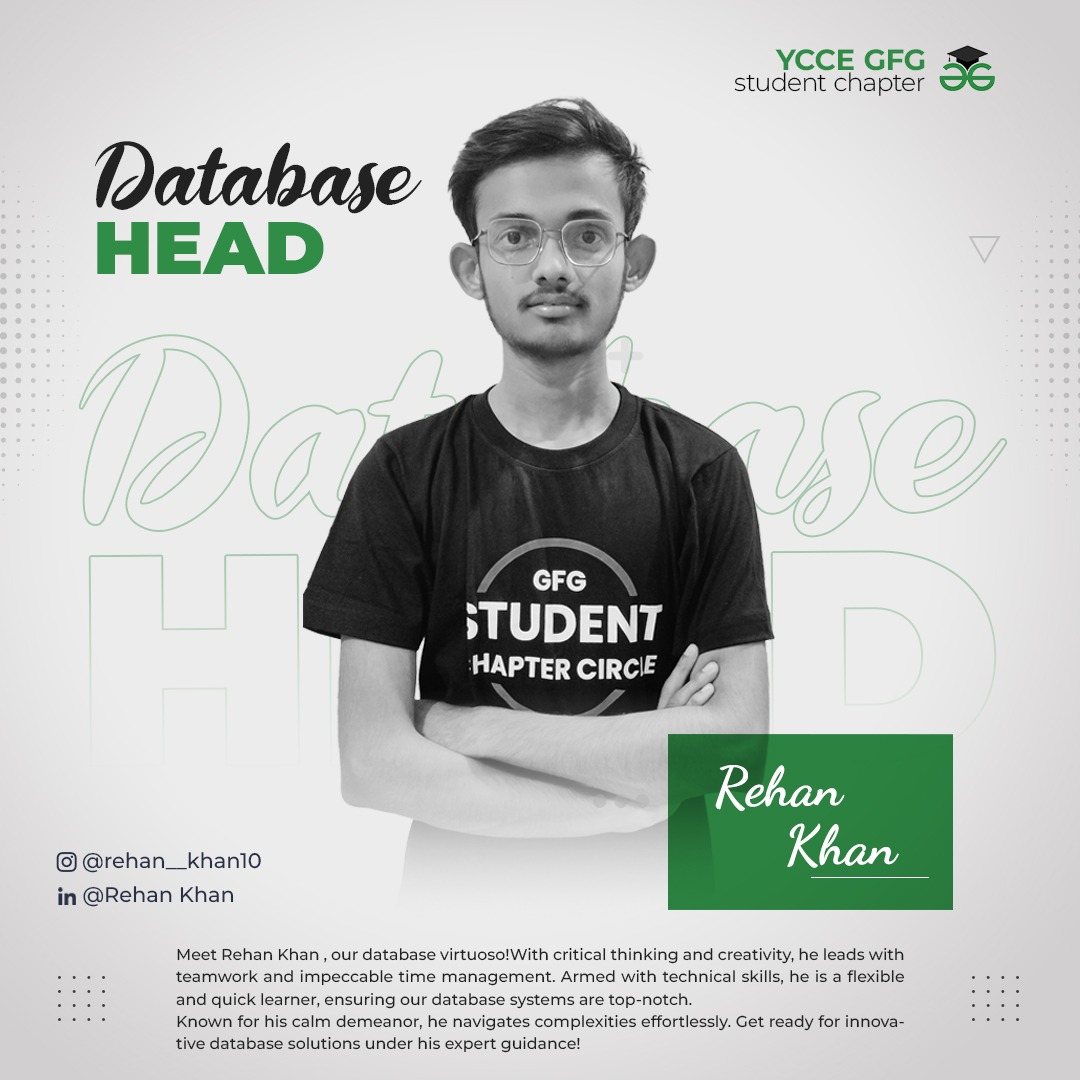 YCCE GFG
student chapter
Database
HEAD
Database
HEAD
GFG
STUDENT
CHAPTER CIRCLE
Rehan
Khan
@rehan__khan10
in @Rehan Khan
Meet Rehan Khan , our database virtuoso!With critical thinking and creativity, he leads with
teamwork and impeccable time management. Armed with technical skills, he is a flexible
and quick learner, ensuring our database systems are top-notch.
Known for his calm demeanor, he navigates complexities effortlessly. Get ready for innova-
tive database solutions under his expert guidance!